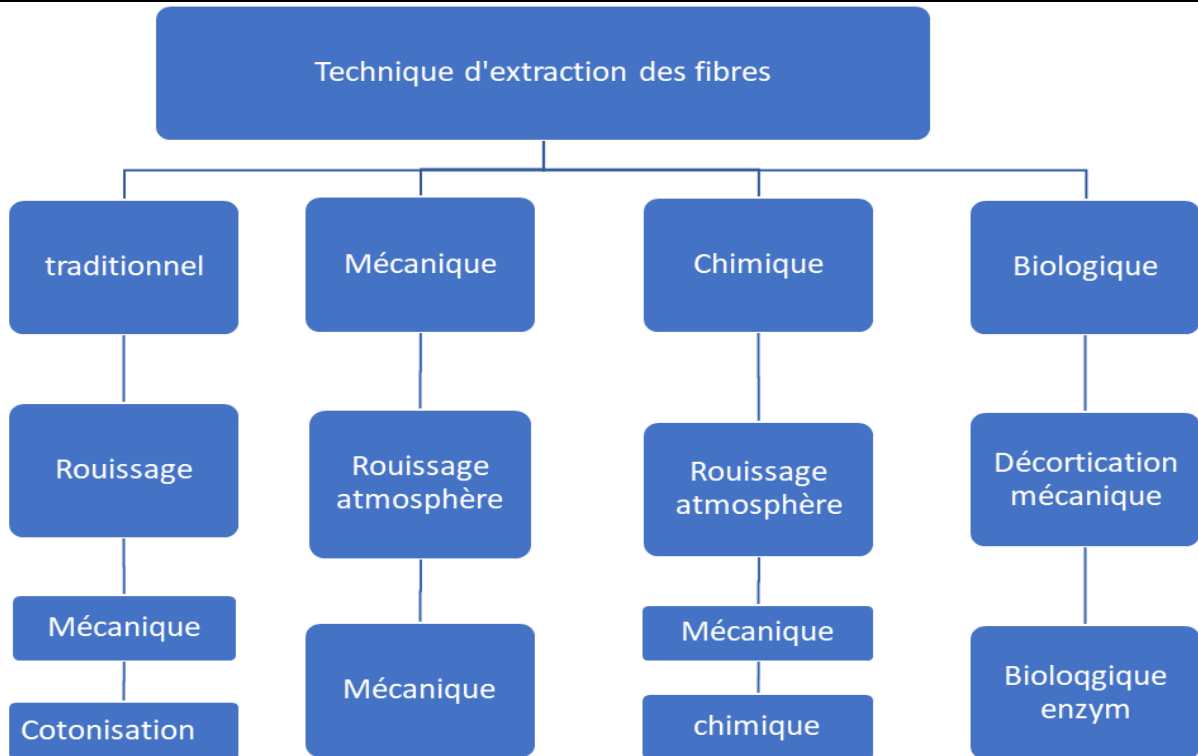 Technique d'extraction des fibres
traditionnel
Mécanique
Chimique
Biologique
Rouissage
Rouissage
atmosphère
Rouissage
atmosphère
Décortication
mécanique
Mécanique
Mécanique
Mécanique
Bioloqgique
enzym
Cotonisation
chimique